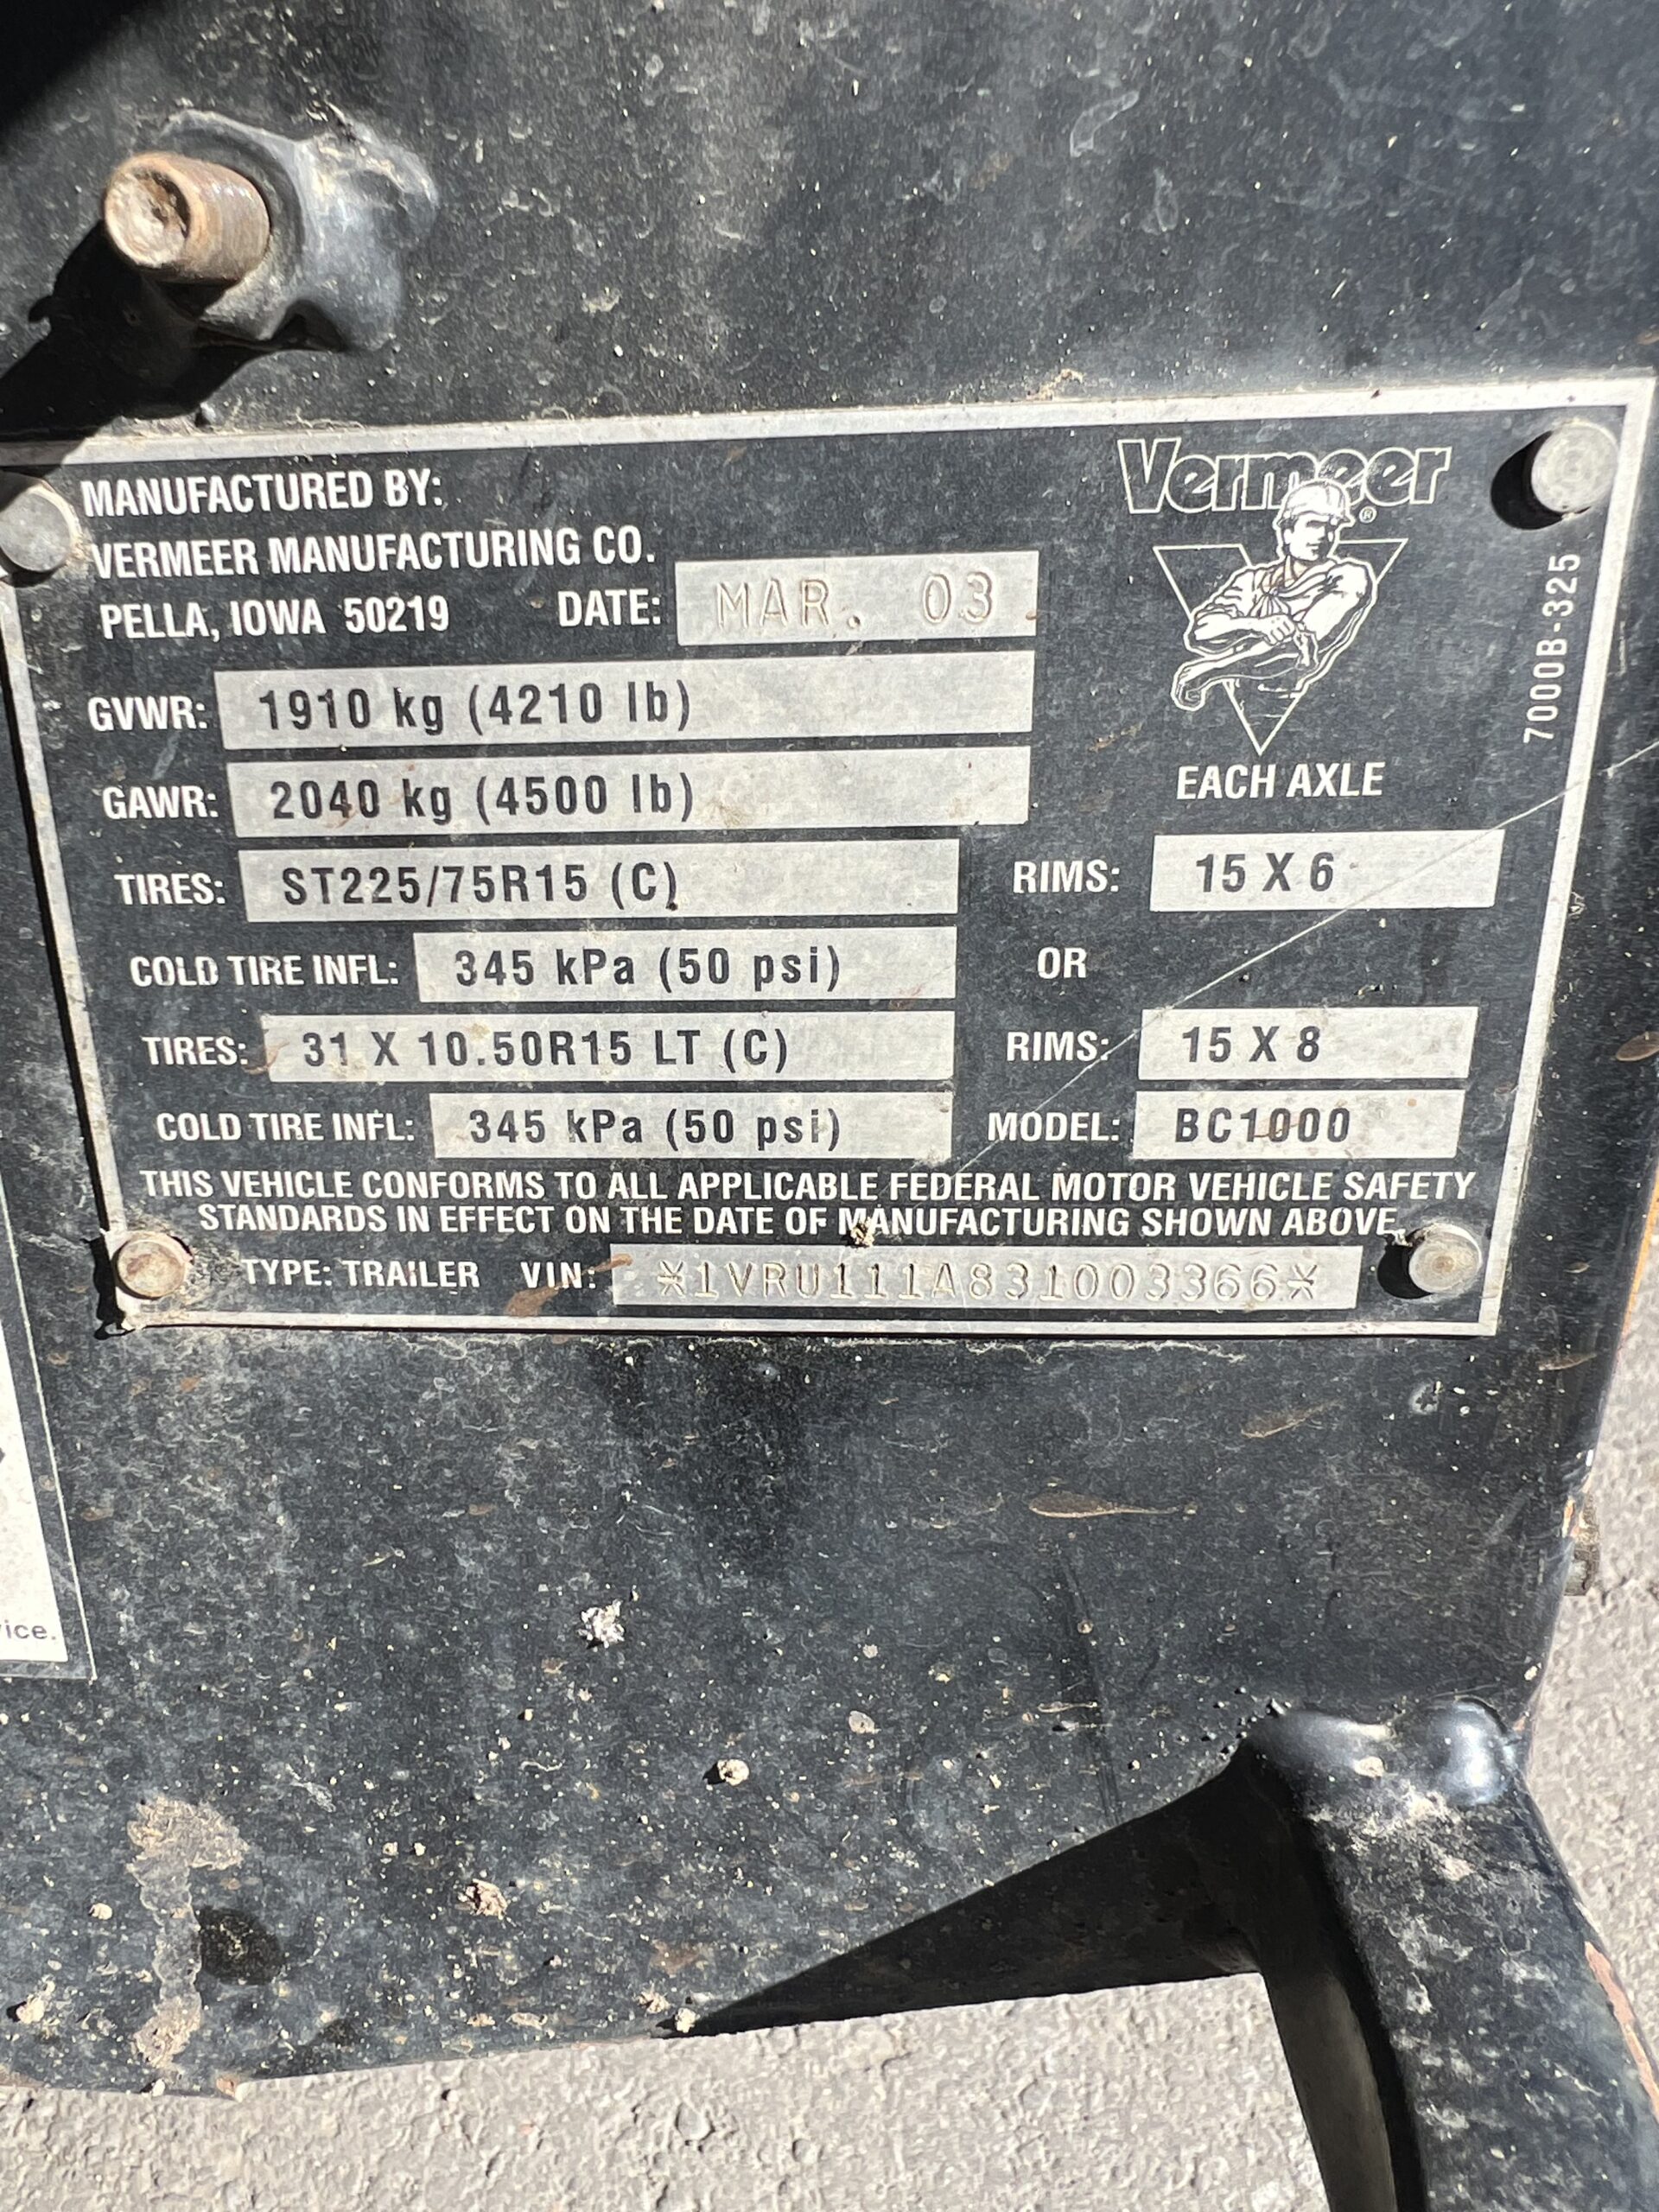 Vermeer®
MANUFACTURED BY:
VERMEER MANUFACTURING CO.
PELLA, IOWA 50219 DATE: MAR. 03
7000B-325
GVWR: 1910 kg (4210 lb)
GAWR: 2040 kg (4500 lb) EACH AXLE
TIRES: ST225/75R15 (C) RIMS: 15 X 6
COLD TIRE INFL: 345 kPa (50 psi) OR
TIRES: 31 X 10.50R15 LT (C) RIMS: 15 X 8
COLD TIRE INFL: 345 kPa (50 psi) MODEL: BC1000
THIS VEHICLE CONFORMS TO ALL APPLICABLE FEDERAL MOTOR VEHICLE SAFETY
STANDARDS IN EFFECT ON THE DATE OF MANUFACTURING SHOWN ABOVE.
TYPE: TRAILER VIN: *1VRU111A831003366*